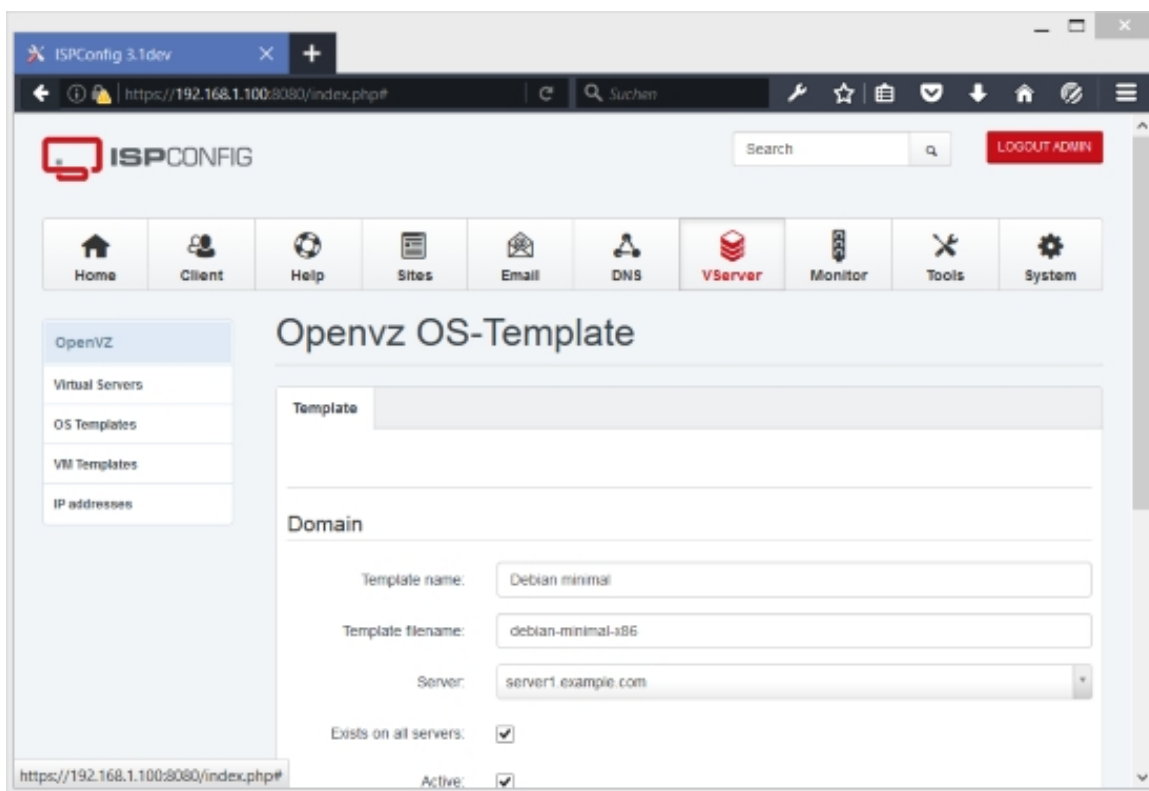 ISPConfig 3.1dev
https://192.168.1.100:8080/index.php#
Suchen
ISPCONFIG
Search
LOGOUT ADMIN
Home
Client
Help
Sites
Email
DNS
VServer
Monitor
Tools
System
OpenVZ
Virtual Servers
OS Templates
VM Templates
IP addresses
Openvz OS-Template
Template
Domain
Template name:
Debian minimal
Template filename:
debian-minimal-x86
Server:
server1.example.com
Exists on all servers:
Active:
https://192.168.1.100:8080/index.php#